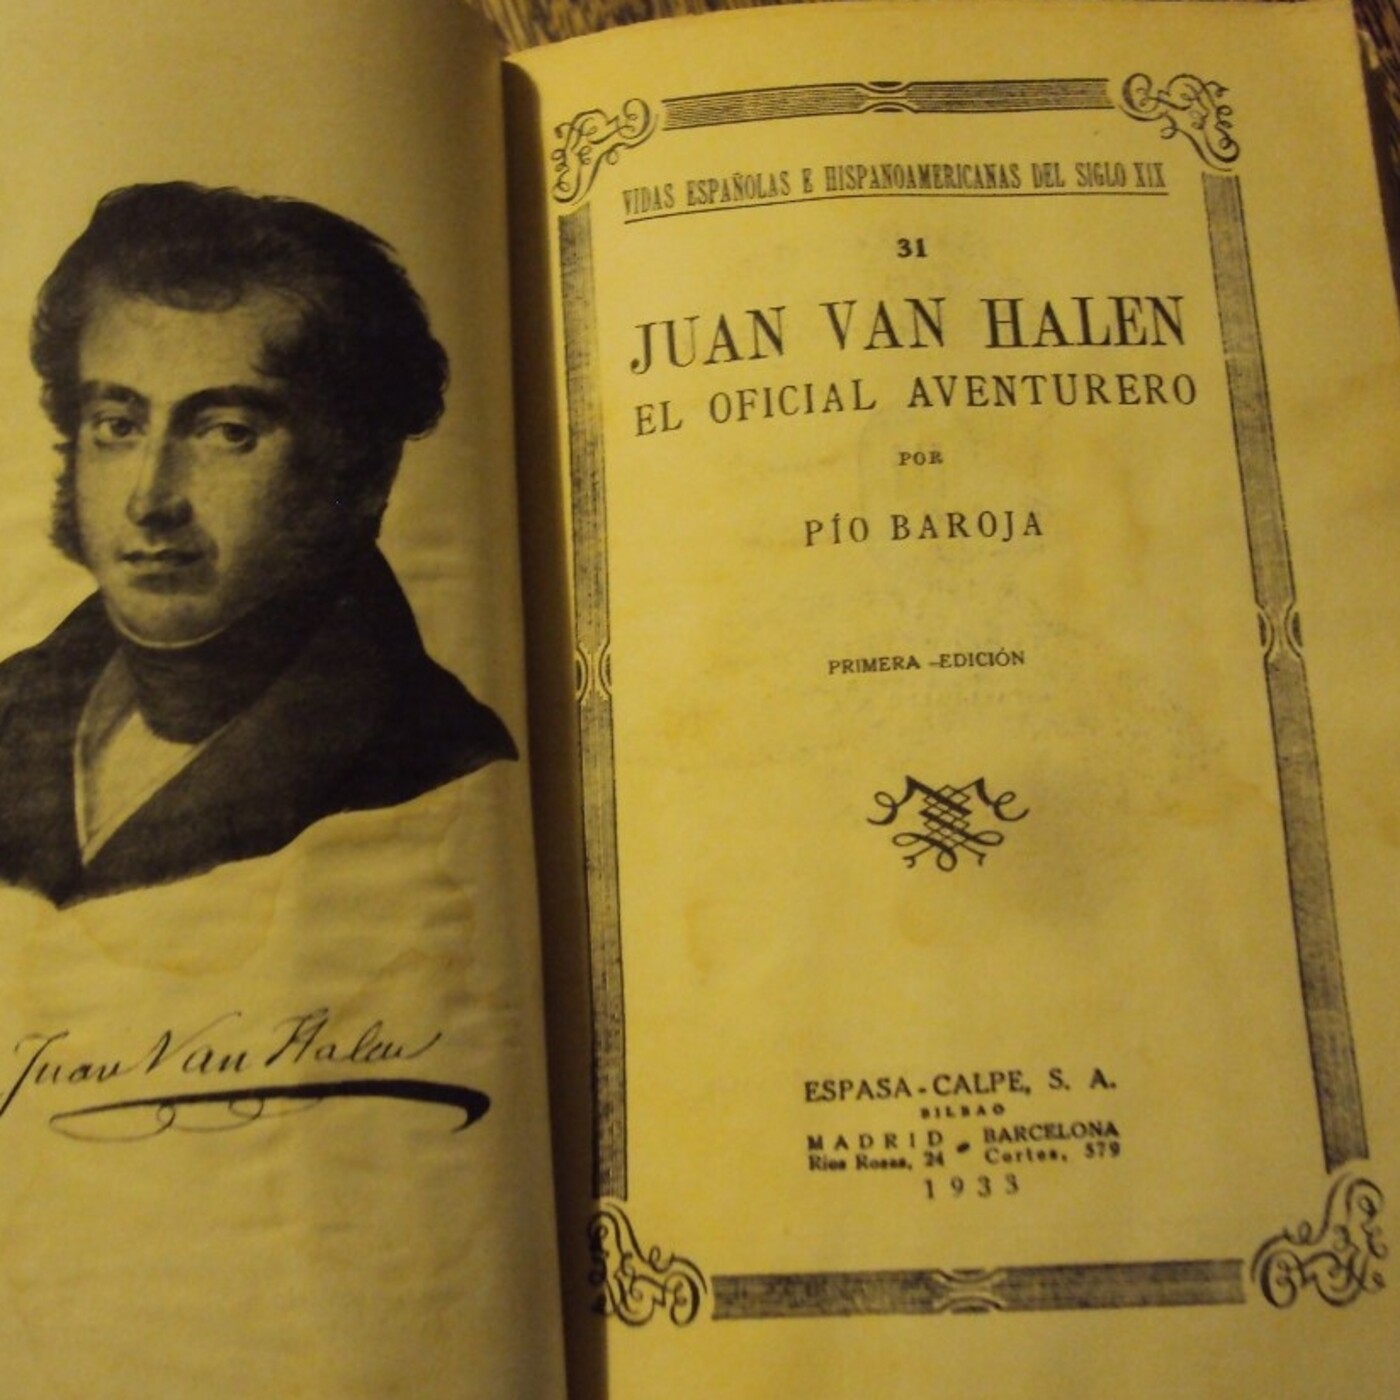 Juan Van Halen
VIDAS ESPAÑOLAS E HISPANOAMERICANAS DEL SIGLO XIX
31
JUAN VAN HALEN
EL OFICIAL AVENTURERO
POR
PÍO BAROJA
PRIMERA -EDICIÓN
ESPASA-CALPE, S. A.
BILBAO
MADRID - BARCELONA
Ríos Rosas, 24 Cortes, 579
1933